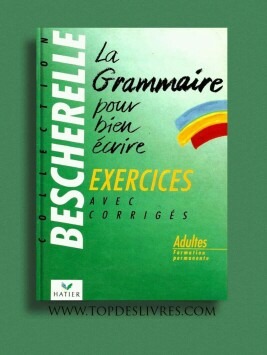 COLLECTION
BESCHERELLE
La
Grammaire
pour
bien
écrire
EXERCICES
AVEC
CORRIGÉS
Adultes
Formation
permanente
HATIER
WWW.TOPDESLIVRES.COM